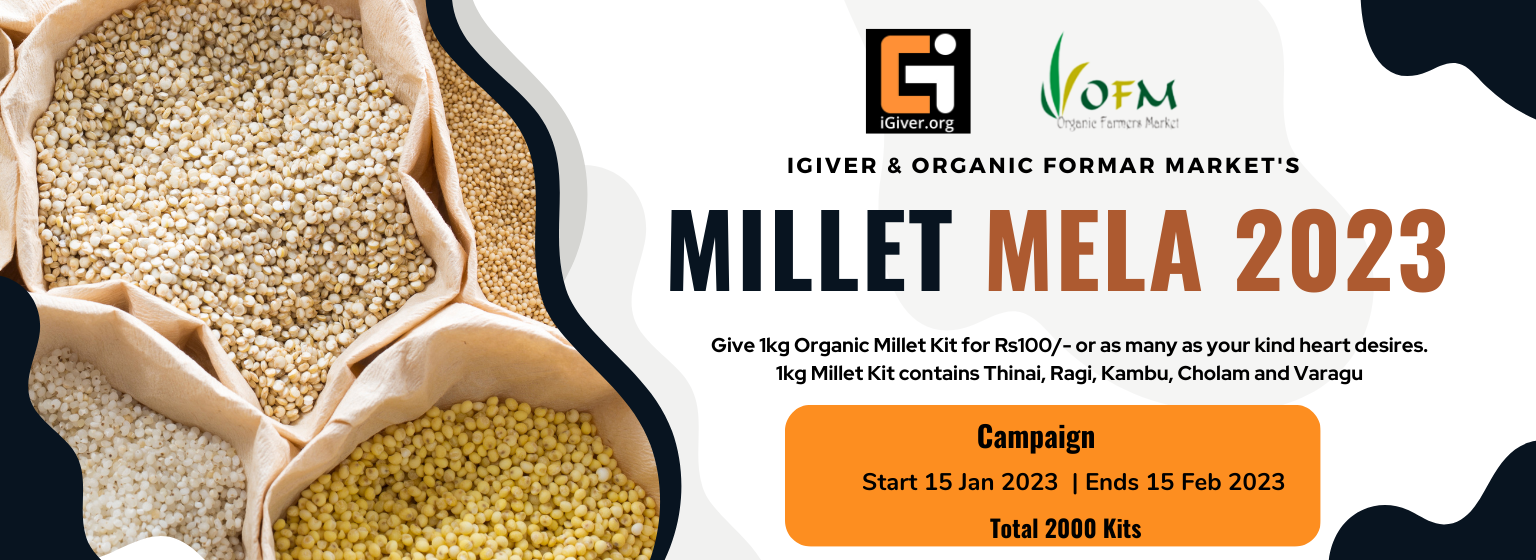 iGiver.org
OFM
Organic Farmers Market
IGIVER & ORGANIC FORMAR MARKET'S
MILLET MELA 2023
Give 1kg Organic Millet Kit for Rs100/- or as many as your kind heart desires.
1kg Millet Kit contains Thinai, Ragi, Kambu, Cholam and Varagu
Campaign
Start 15 Jan 2023 | Ends 15 Feb 2023
Total 2000 Kits